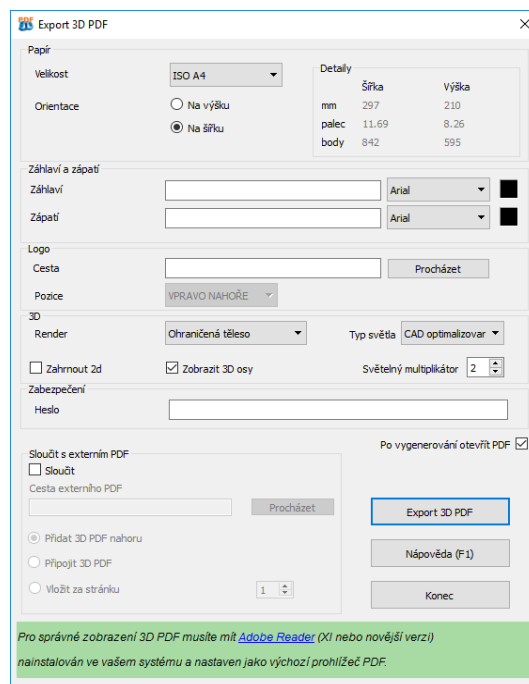 Export 3D PDF
Papír
Velikost ISO A4
Orientace Na výšku
Na šířku
Detaily
Šířka Výška
mm 297 210
palec 11.69 8.26
body 842 595
Záhlaví a zápatí
Záhlaví Arial
Zápatí Arial
Logo
Cesta Procházet
Pozice VPRAVO NAHOŘE
3D
Render Ohraničená těleso Typ světla CAD optimalizovar
Zahrnout 2d Zobrazit 3D osy Světelný multiplikátor 2
Zabezpečení
Heslo
Po vygenerování otevřít PDF
Sloučit s externím PDF
Sloučit
Cesta externího PDF
Procházet
Přidat 3D PDF nahoru
Připojit 3D PDF
Vložit za stránku 1
Export 3D PDF
Nápověda (F1)
Konec
Pro správné zobrazení 3D PDF musíte mít Adobe Reader (XI nebo novější verzi)
nainstalován ve vašem systému a nastaven jako výchozí prohlížeč PDF.